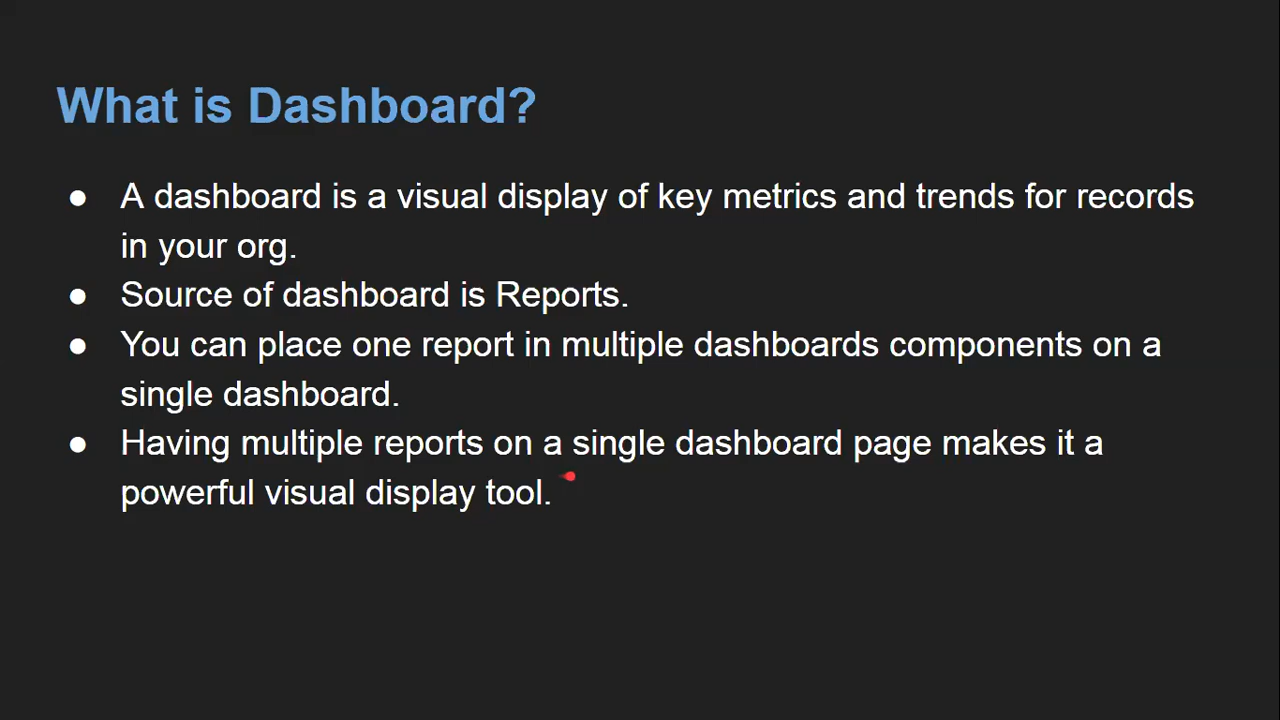 What is Dashboard?
● A dashboard is a visual display of key metrics and trends for records
in your org.
● Source of dashboard is Reports.
● You can place one report in multiple dashboards components on a
single dashboard.
● Having multiple reports on a single dashboard page makes it a
powerful visual display tool.